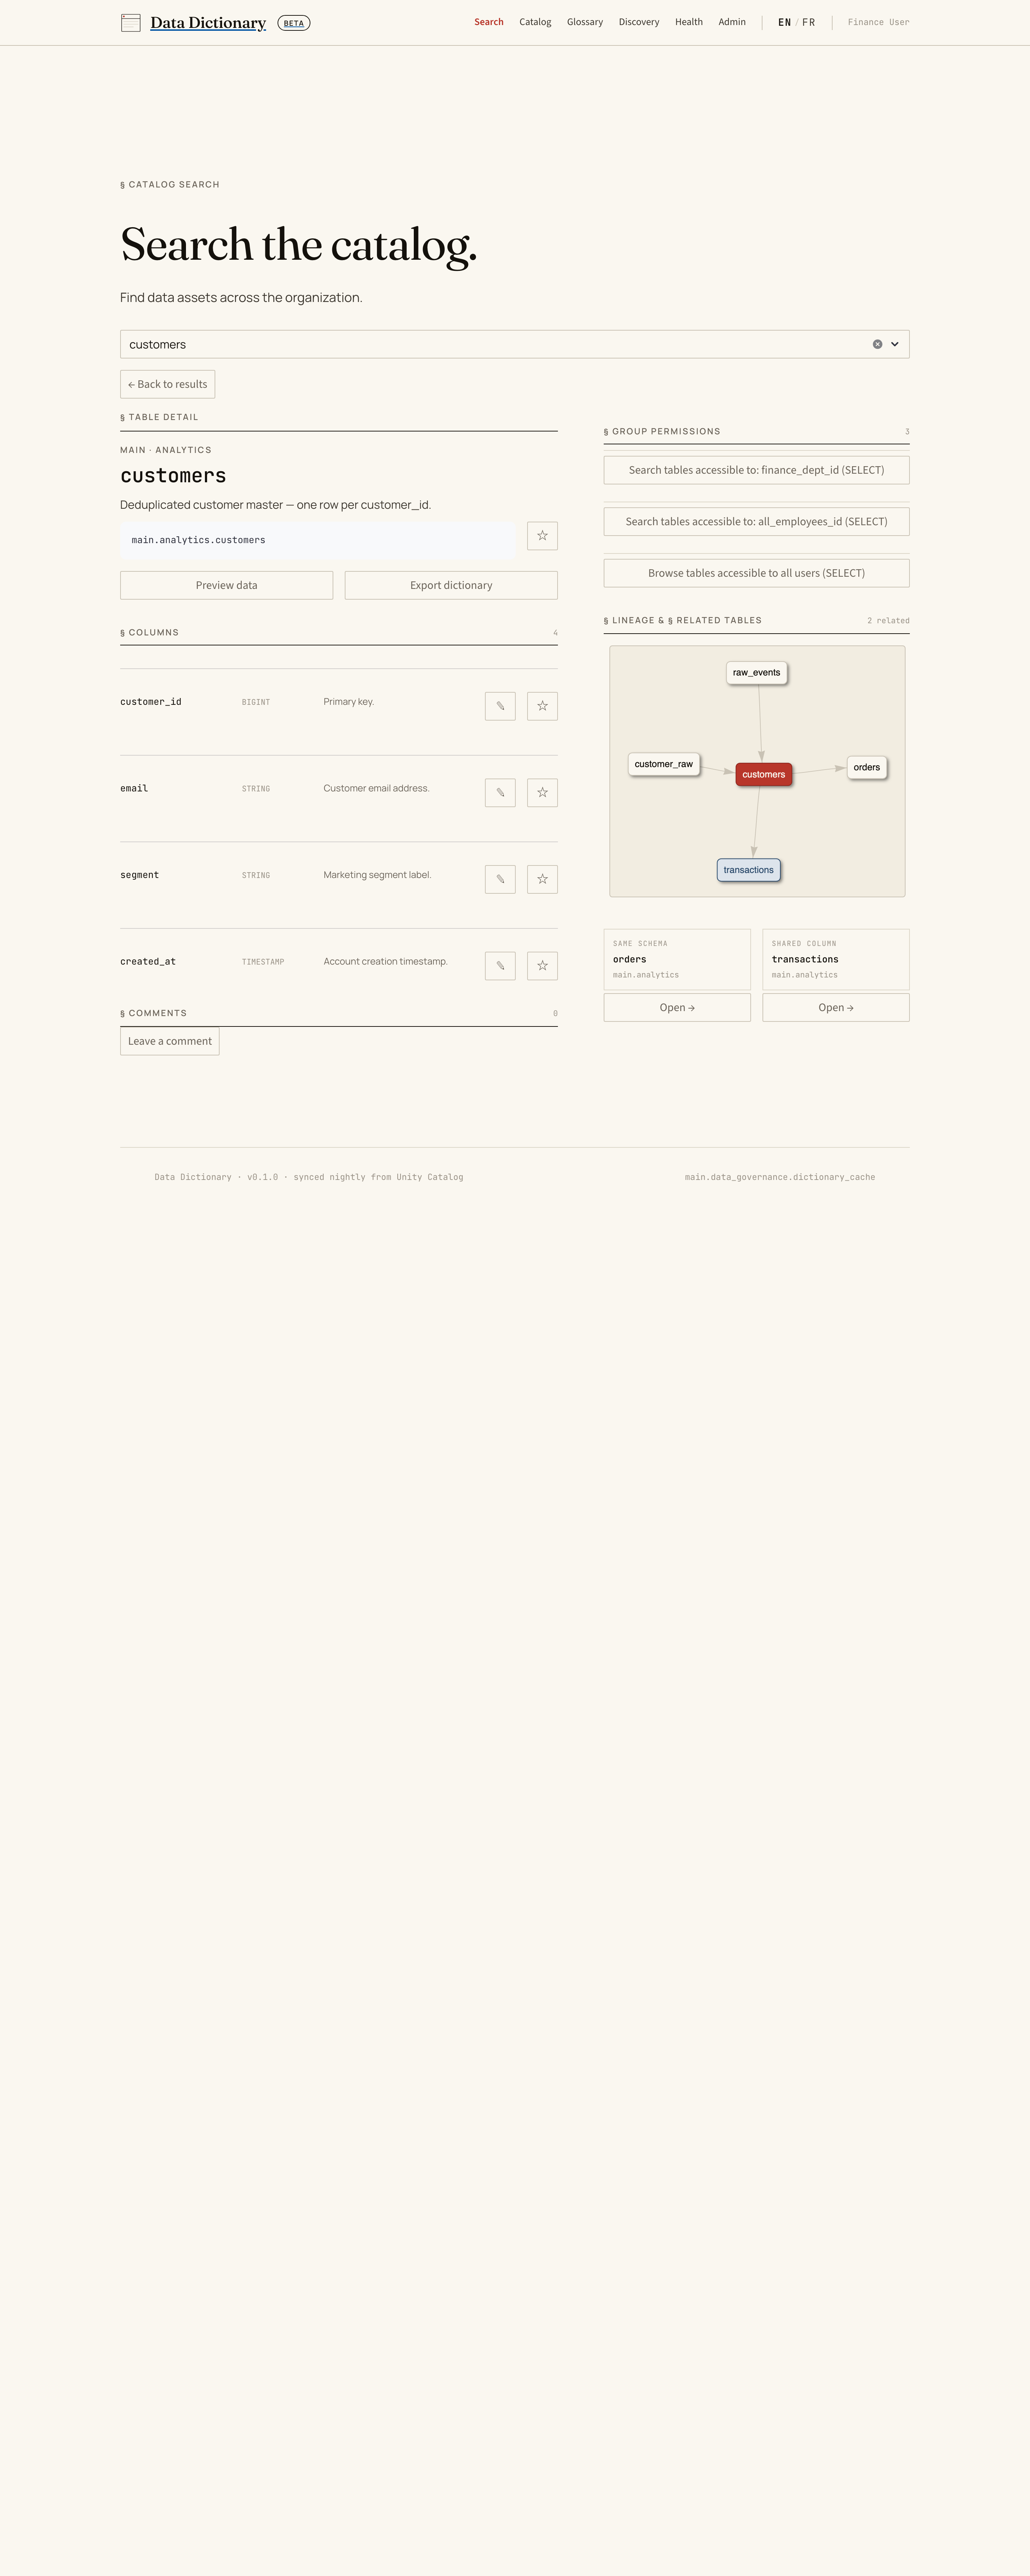 Data Dictionary BETA Search Catalog Glossary Discovery Health Admin EN / FR Finance User
§ CATALOG SEARCH
Search the catalog.
Find data assets across the organization.
customers
← Back to results
§ TABLE DETAIL
MAIN · ANALYTICS
customers
Deduplicated customer master — one row per customer_id.
main.analytics.customers
☆
Preview data Export dictionary
§ COLUMNS 4
customer_id BIGINT Primary key. ✎ ☆
email STRING Customer email address. ✎ ☆
segment STRING Marketing segment label. ✎ ☆
created_at TIMESTAMP Account creation timestamp. ✎ ☆
§ COMMENTS 0
Leave a comment
§ GROUP PERMISSIONS 3
Search tables accessible to: finance_dept_id (SELECT)
Search tables accessible to: all_employees_id (SELECT)
Browse tables accessible to all users (SELECT)
§ LINEAGE & § RELATED TABLES 2 related
raw_events
customer_raw
customers
orders
transactions
SAME SCHEMA
orders
main.analytics
Open →
SHARED COLUMN
transactions
main.analytics
Open →
Data Dictionary · v0.1.0 · synced nightly from Unity Catalog main.data_governance.dictionary_cache